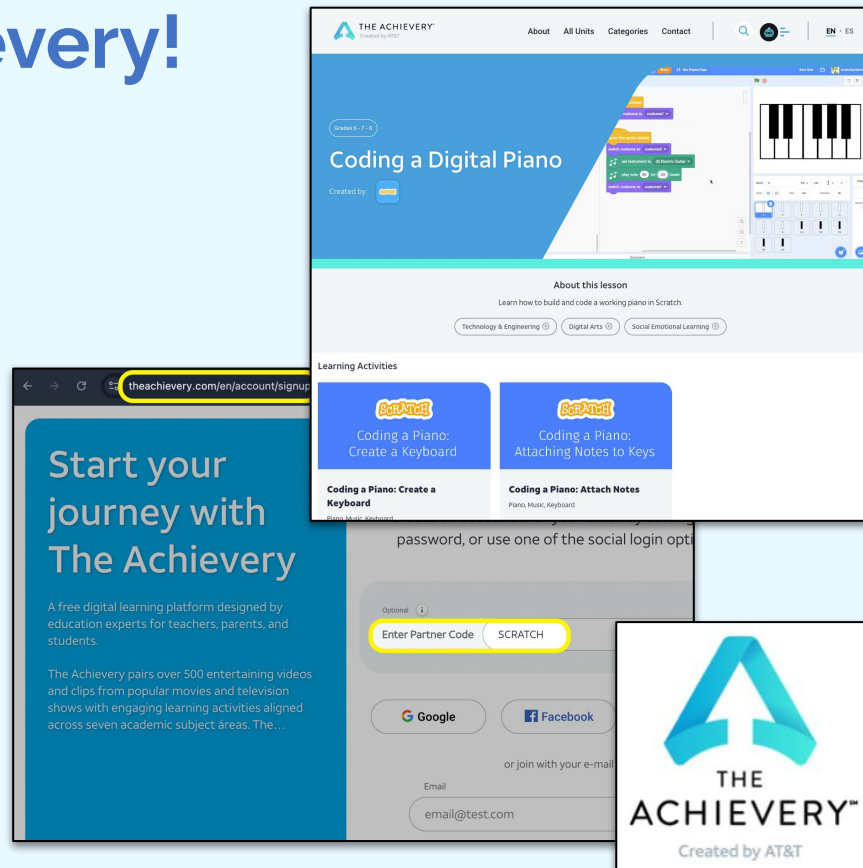 THE ACHIEVERY℠
Created by AT&T
About All Units Categories Contact
EN · ES
Grades 6 - 7 - 8
Coding a Digital Piano
Created by:
About this lesson
Learn how to build and code a working piano in Scratch.
Technology & Engineering
Digital Arts
Social Emotional Learning
Learning Activities
SCRATCH
Coding a Piano:
Create a Keyboard
Coding a Piano: Create a
Keyboard
Piano, Music, Keyboard
SCRATCH
Coding a Piano:
Attaching Notes to Keys
Coding a Piano: Attach Notes
Piano, Music, Keyboard
theachievery.com/en/account/signup
Start your
journey with
The Achievery
A free digital learning platform designed by
education experts for teachers, parents, and
students.
The Achievery pairs over 500 entertaining videos
and clips from popular movies and television
shows with engaging learning activities aligned
across seven academic subject áreas. The…
password, or use one of the social login opti
Optional
Enter Partner Code SCRATCH
Google
Facebook
or join with your e-mail
Email
email@test.com
THE
ACHIEVERY℠
Created by AT&T